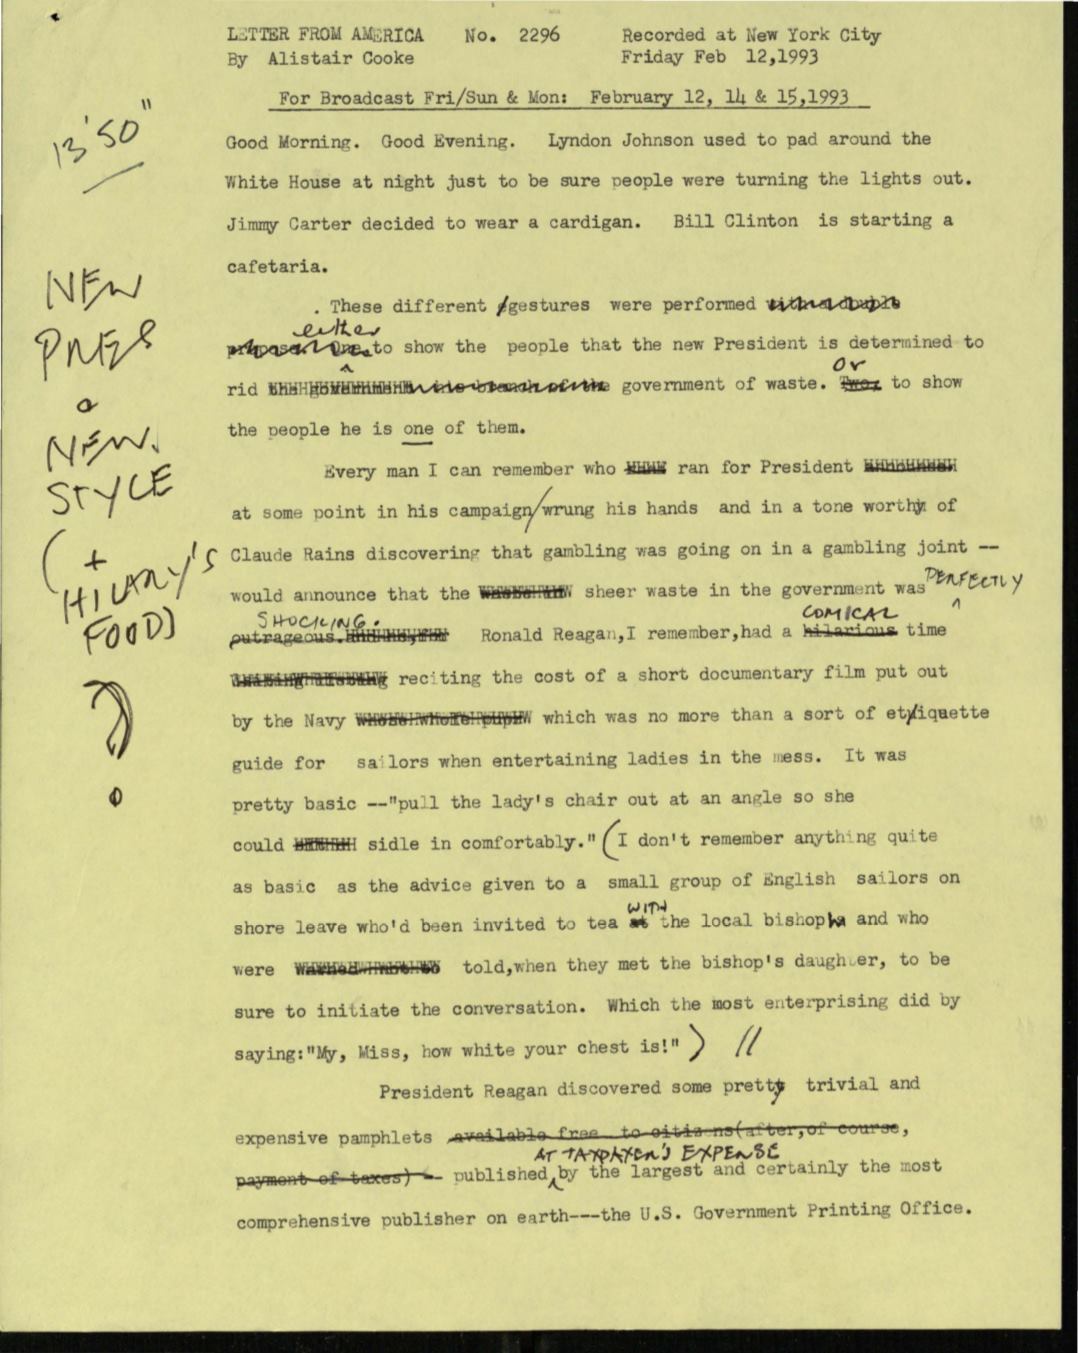 LETTER FROM AMERICA No. 2296 Recorded at New York City
By Alistair Cooke Friday Feb 12,1993
For Broadcast Fri/Sun & Mon: February 12, 14 & 15,1993
13'50"
Good Morning. Good Evening. Lyndon Johnson used to pad around the
White House at night just to be sure people were turning the lights out.
Jimmy Carter decided to wear a cardigan. Bill Clinton is starting a
cafetaria.
NEW
PRES
a
NEW.
STYLE
(+
HILARY'S
FOOD)
?
. These different gestures were performed
either
to show the people that the new President is determined to
or
rid government of waste. Two: to show
the people he is one of them.
Every man I can remember who ran for President
at some point in his campaign/wrung his hands and in a tone worthy of
Claude Rains discovering that gambling was going on in a gambling joint --
would announce that the sheer waste in the government was PERFECTLY
SHOCKING. COMICAL
outrageous. Ronald Reagan,I remember,had a hilarious time
reciting the cost of a short documentary film put out
by the Navy which was no more than a sort of etiquette
guide for sailors when entertaining ladies in the mess. It was
pretty basic --"pull the lady's chair out at an angle so she
could sidle in comfortably." (I don't remember anything quite
as basic as the advice given to a small group of English sailors on
WITH
shore leave who'd been invited to tea at the local bishop and who
were told,when they met the bishop's daughter, to be
sure to initiate the conversation. Which the most enterprising did by
saying:"My, Miss, how white your chest is!") //
President Reagan discovered some pretty trivial and
expensive pamphlets available free to citizens(after,of course,
AT TAXPAYER'S EXPENSE
payment of taxes) - published by the largest and certainly the most
comprehensive publisher on earth---the U.S. Government Printing Office.